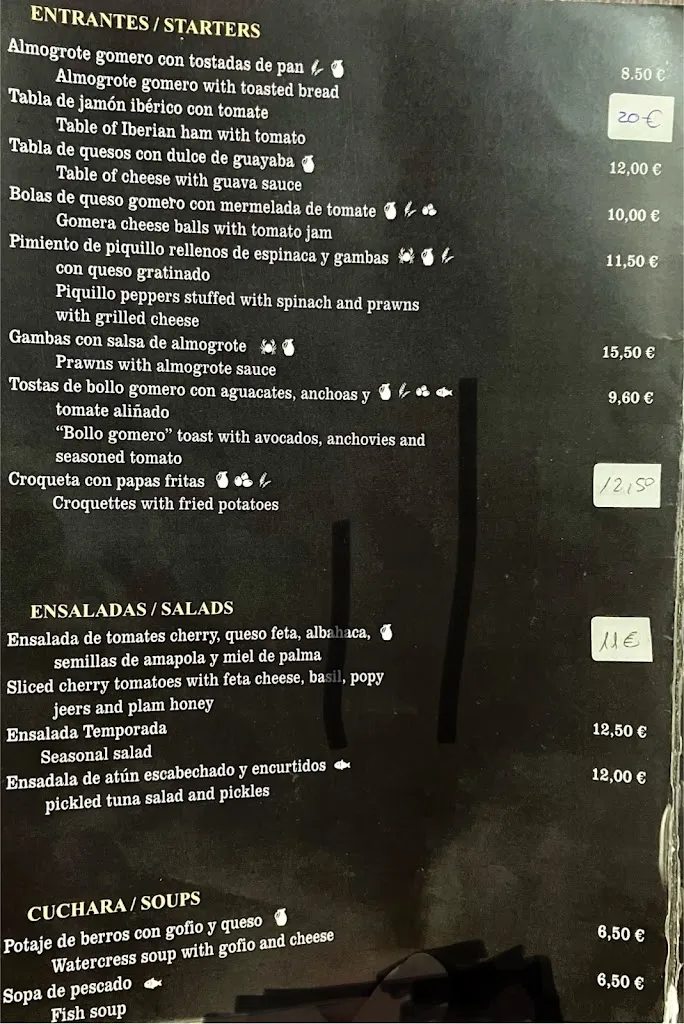 ENTRANTES / STARTERS
Almogrote gomero con tostadas de pan 8.50 €
Almogrote gomero with toasted bread
Tabla de jamón ibérico con tomate 20 €
Table of Iberian ham with tomato
Tabla de quesos con dulce de guayaba 12,00 €
Table of cheese with guava sauce
Bolas de queso gomero con mermelada de tomate 10,00 €
Gomera cheese balls with tomato jam
Pimiento de piquillo rellenos de espinaca y gambas 11,50 €
con queso gratinado
Piquillo peppers stuffed with spinach and prawns
with grilled cheese
Gambas con salsa de almogrote 15,50 €
Prawns with almogrote sauce
Tostas de bollo gomero con aguacates, anchoas y 9,60 €
tomate aliñado
“Bollo gomero” toast with avocados, anchovies and
seasoned tomato
Croqueta con papas fritas 12,50
Croquettes with fried potatoes
ENSALADAS / SALADS
Ensalada de tomates cherry, queso feta, albahaca, 11 €
semillas de amapola y miel de palma
Sliced cherry tomatoes with feta cheese, basil, popy
jeers and plam honey
Ensalada Temporada 12,50 €
Seasonal salad
Ensadala de atún escabechado y encurtidos 12,00 €
pickled tuna salad and pickles
CUCHARA / SOUPS
Potaje de berros con gofio y queso 6,50 €
Watercress soup with gofio and cheese
Sopa de pescado 6,50 €
Fish soup